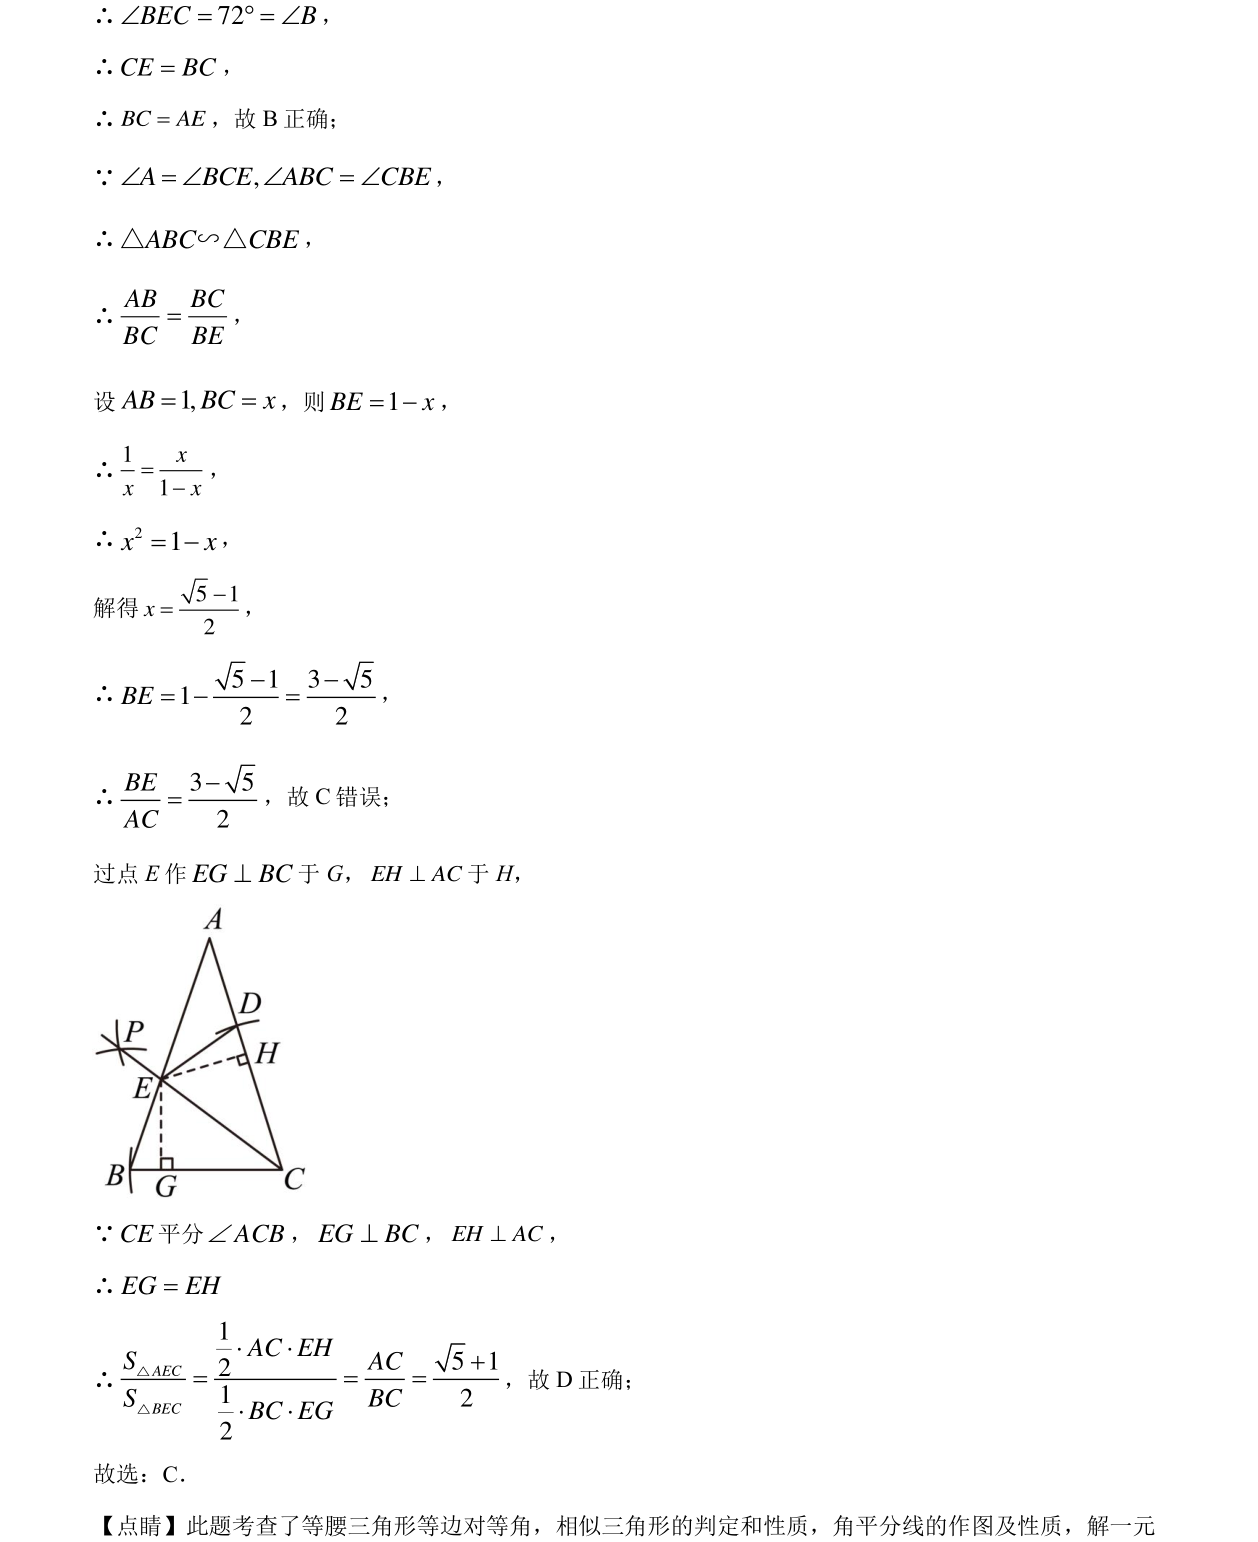 ∴ ∠BEC = 72° = ∠B，
∴ CE = BC，
∴ BC = AE，故 B 正确；
∵ ∠A = ∠BCE, ∠ABC = ∠CBE，
∴ △ABC∽△CBE，
∴ AB/BC = BC/BE，
设 AB = 1, BC = x，则 BE = 1 − x，
∴ 1/x = x/(1 − x)，
∴ x² = 1 − x，
解得 x = (√5 − 1)/2，
∴ BE = 1 − (√5 − 1)/2 = (3 − √5)/2，
∴ BE/AC = (3 − √5)/2，故 C 错误；
过点 E 作 EG ⊥ BC 于 G，EH ⊥ AC 于 H，
A
D
P
H
E
B
G
C
∵ CE 平分 ∠ACB，EG ⊥ BC，EH ⊥ AC，
∴ EG = EH
∴ S△AEC/S△BEC = (1/2 · AC · EH)/(1/2 · BC · EG) = AC/BC = (√5 + 1)/2，故 D 正确；
故选：C．
【点睛】此题考查了等腰三角形等边对等角，相似三角形的判定和性质，角平分线的作图及性质，解一元